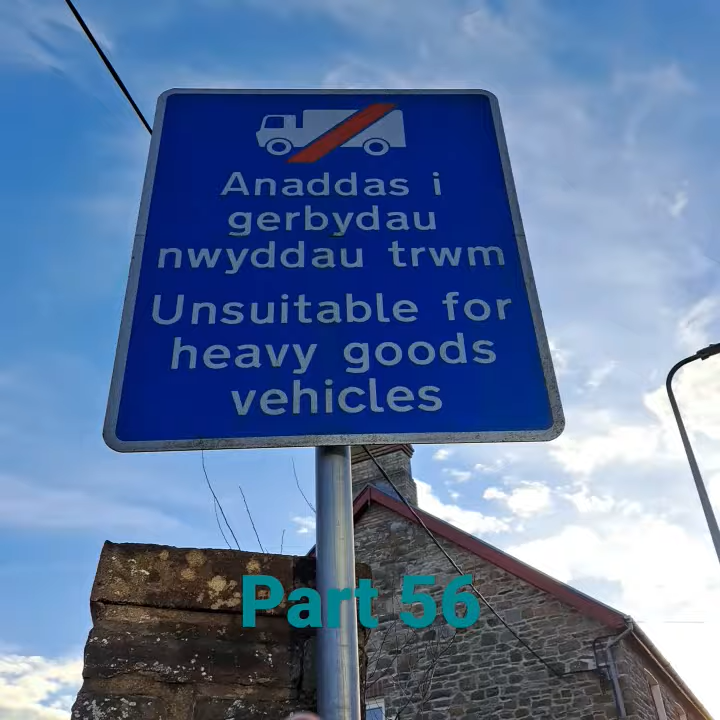 Anaddas i
gerbydau
nwyddau trwm
Unsuitable for
heavy goods
vehicles
Part 56